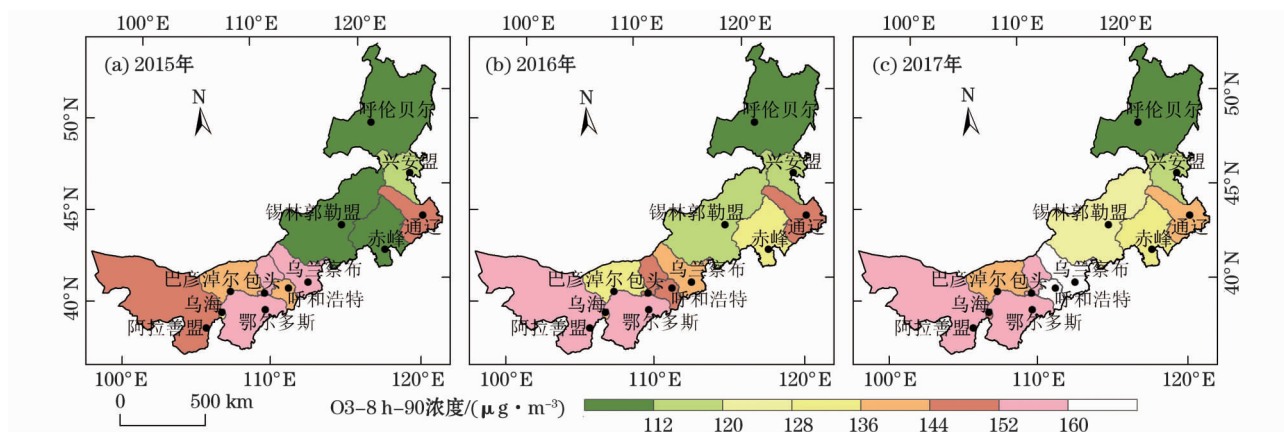 100°E 110°E 120°E 100°E 110°E 120°E 100°E 110°E 120°E
(a) 2015年
(b) 2016年
(c) 2017年
N
N
N
50°N
45°N
40°N
呼伦贝尔
兴安盟
锡林郭勒盟
通辽
赤峰
巴彦淖尔
包头
乌兰察布
呼和浩特
乌海
鄂尔多斯
阿拉善盟
呼伦贝尔
兴安盟
锡林郭勒盟
通辽
赤峰
巴彦淖尔
包头
乌兰察布
呼和浩特
乌海
鄂尔多斯
阿拉善盟
呼伦贝尔
兴安盟
锡林郭勒盟
通辽
赤峰
巴彦淖尔
包头
乌兰察布
呼和浩特
乌海
鄂尔多斯
阿拉善盟
50°N
45°N
40°N
100°E 110°E 120°E 100°E 110°E 120°E 100°E 110°E 120°E
0 500 km
O3-8 h-90浓度/(μg·m⁻³)
112 120 128 136 144 152 160